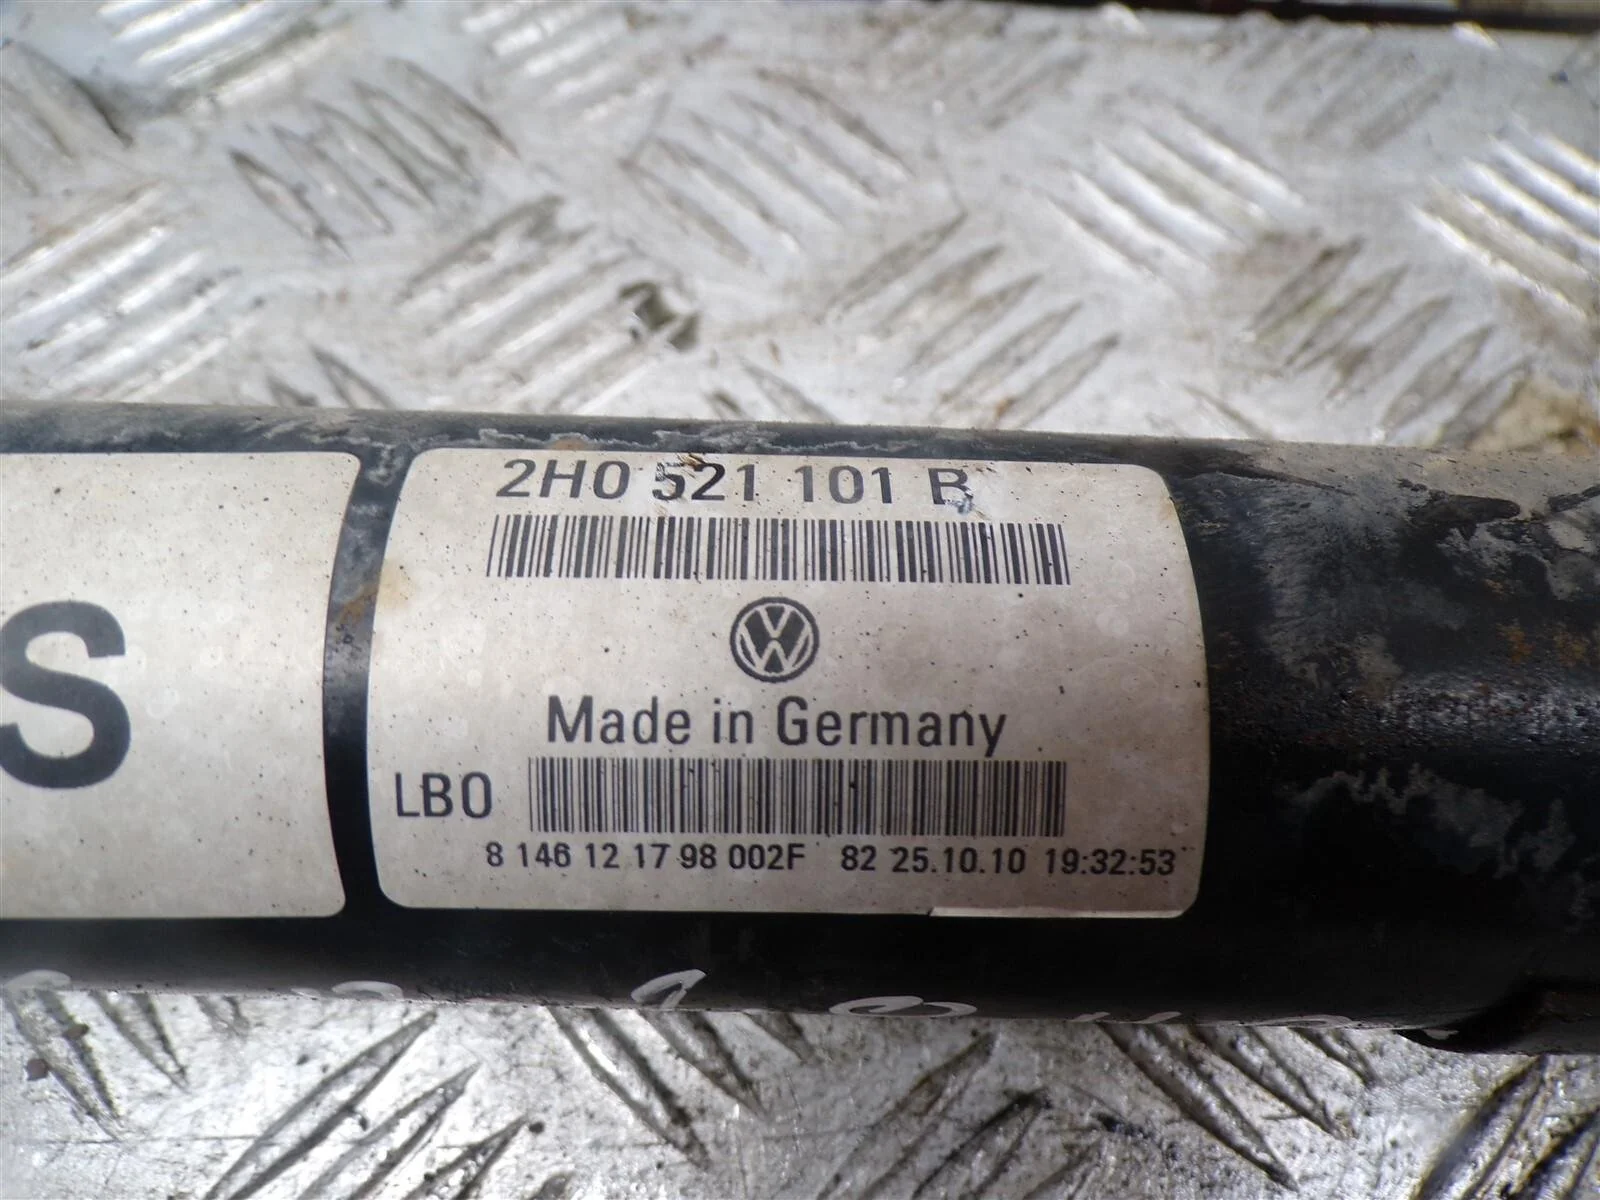 2H0 521 101 B
Made in Germany
LB0
8 146 12 17 98 002F 82 25.10.10 19:32:53
S